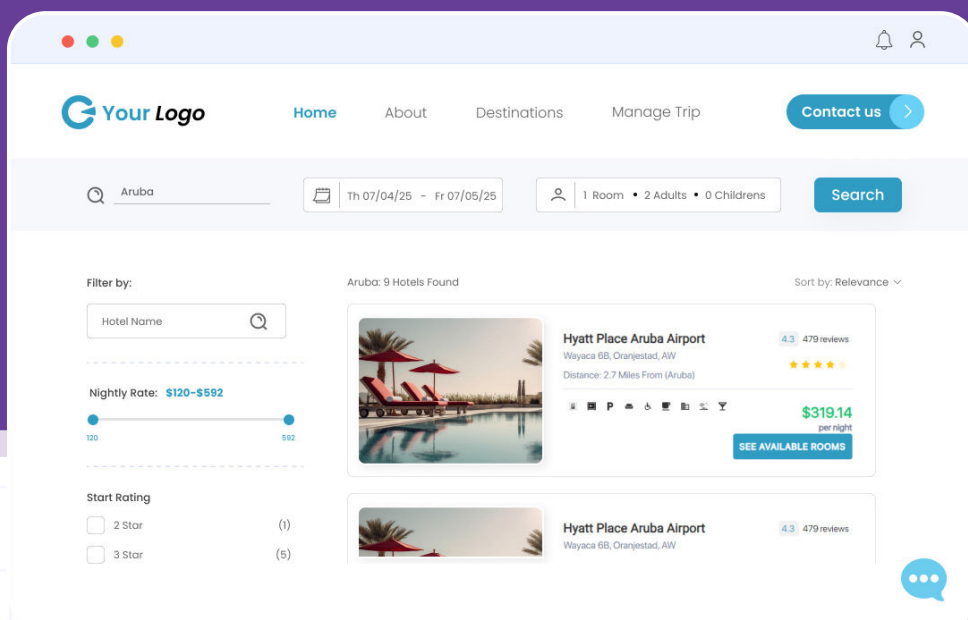 Your Logo
Home
About
Destinations
Manage Trip
Contact us
Aruba
Th 07/04/25 - Fr 07/05/25
1 Room • 2 Adults • 0 Childrens
Search
Filter by:
Hotel Name
Nightly Rate: $120-$592
120
592
Start Rating
2 Star (1)
3 Star (5)
Aruba: 9 Hotels Found
Sort by: Relevance
Hyatt Place Aruba Airport
4.3 479 reviews
Wayaca 6B, Oranjestad, AW
Distance: 2.7 Miles From (Aruba)
P
$319.14
per night
SEE AVAILABLE ROOMS
Hyatt Place Aruba Airport
4.3 479 reviews
Wayaca 6B, Oranjestad, AW